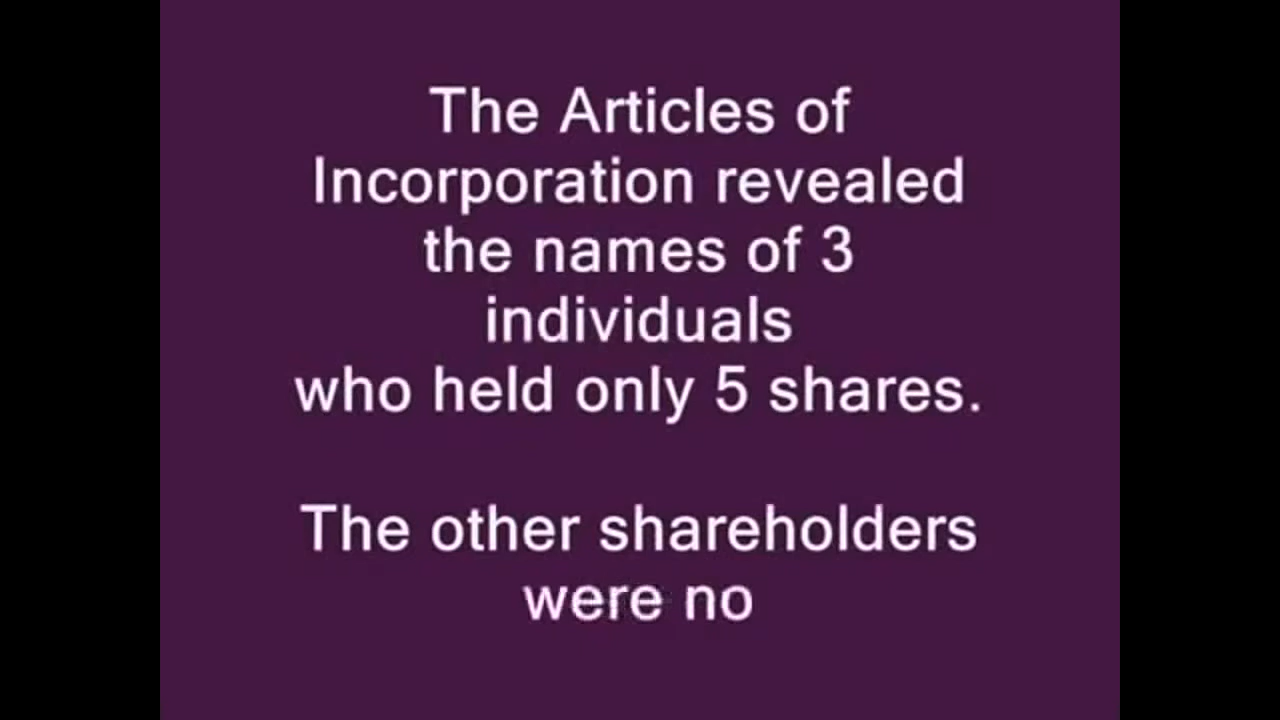 The Articles of
Incorporation revealed
the names of 3
individuals
who held only 5 shares.
The other shareholders
were no